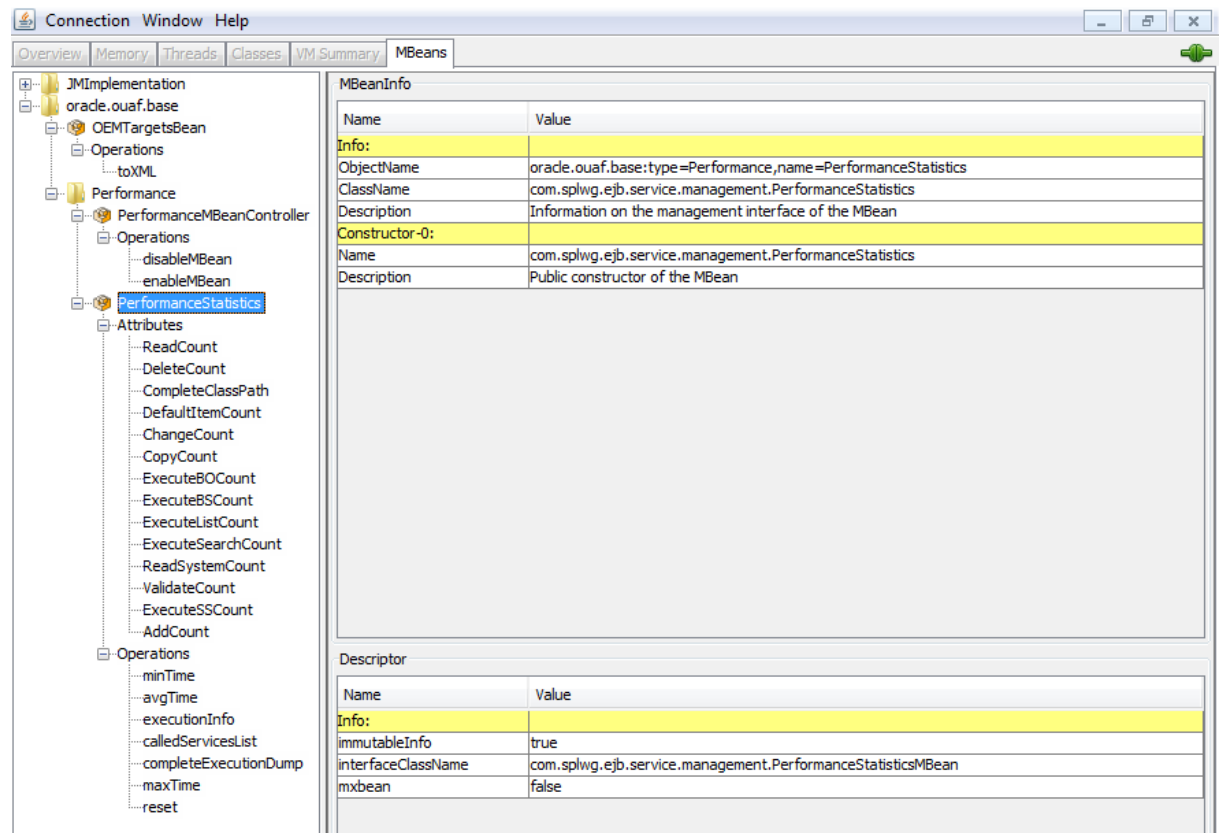 Connection Window Help
Overview Memory Threads Classes VM Summary MBeans
JMImplementation
oracle.ouaf.base
OEMTargetsBean
Operations
toXML
Performance
PerformanceMBeanController
Operations
disableMBean
enableMBean
PerformanceStatistics
Attributes
ReadCount
DeleteCount
CompleteClassPath
DefaultItemCount
ChangeCount
CopyCount
ExecuteBOCount
ExecuteBSCount
ExecuteListCount
ExecuteSearchCount
ReadSystemCount
ValidateCount
ExecuteSSCount
AddCount
Operations
minTime
avgTime
executionInfo
calledServicesList
completeExecutionDump
maxTime
reset
MBeanInfo
Name Value
Info:
ObjectName oracle.ouaf.base:type=Performance,name=PerformanceStatistics
ClassName com.splwg.ejb.service.management.PerformanceStatistics
Description Information on the management interface of the MBean
Constructor-0:
Name com.splwg.ejb.service.management.PerformanceStatistics
Description Public constructor of the MBean
Descriptor
Name Value
Info:
immutableInfo true
interfaceClassName com.splwg.ejb.service.management.PerformanceStatisticsMBean
mxbean false